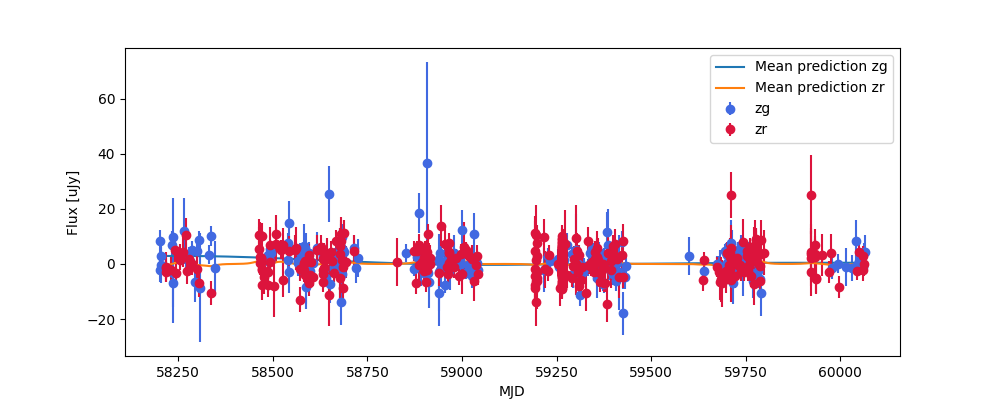 Mean prediction zg
Mean prediction zr
zg
zr
Flux [uJy]
60
40
20
0
−20
58250 58500 58750 59000 59250 59500 59750 60000
MJD